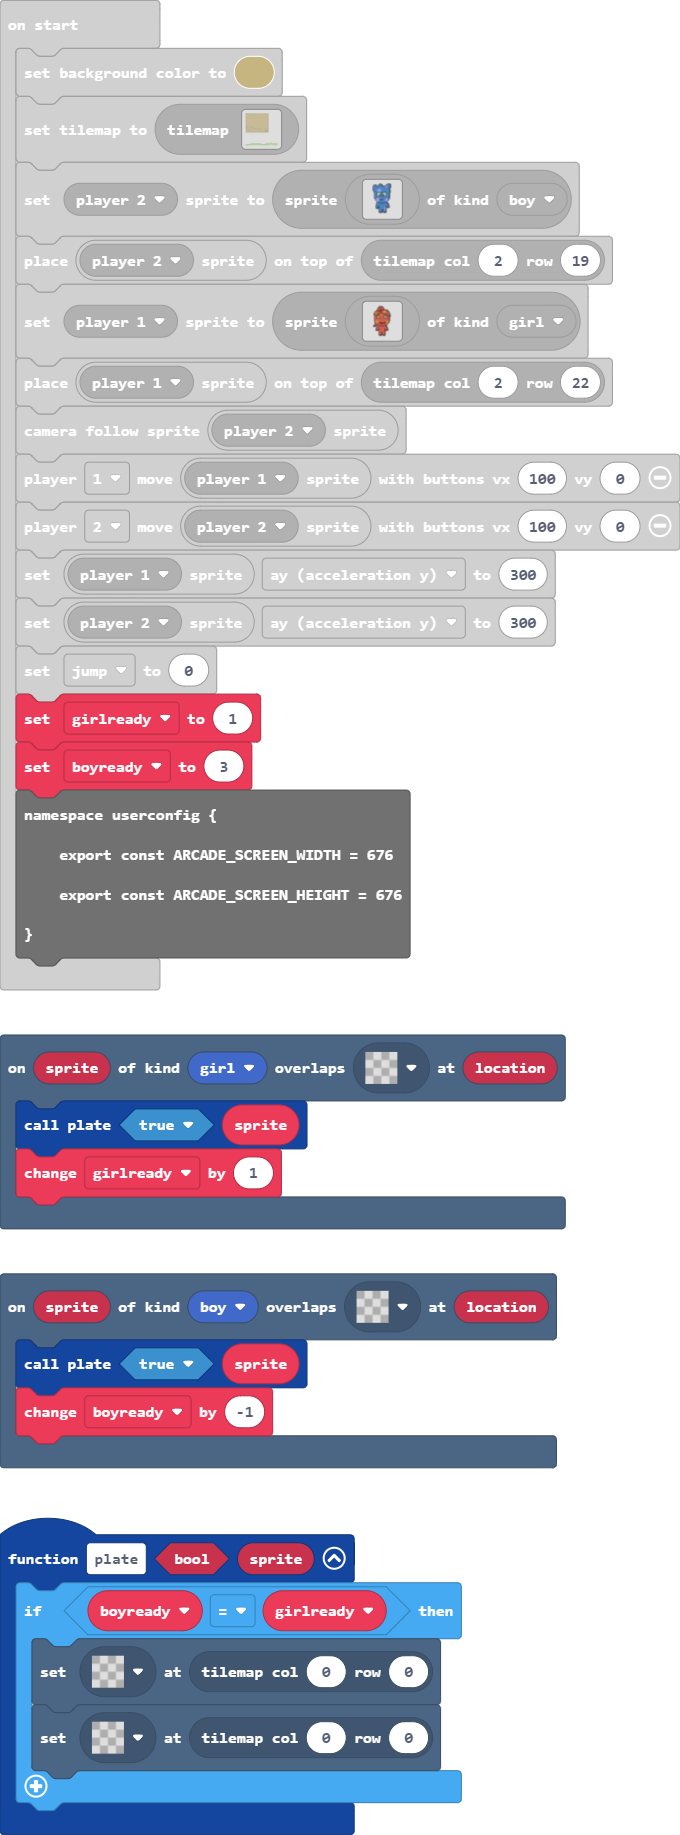 on start
set background color to
set tilemap to tilemap
set player 2 sprite to sprite of kind boy
place player 2 sprite on top of tilemap col 2 row 19
set player 1 sprite to sprite of kind girl
place player 1 sprite on top of tilemap col 2 row 22
camera follow sprite player 2 sprite
player 1 move player 1 sprite with buttons vx 100 vy 0
player 2 move player 2 sprite with buttons vx 100 vy 0
set player 1 sprite ay (acceleration y) to 300
set player 2 sprite ay (acceleration y) to 300
set jump to 0
set girlready to 1
set boyready to 3
namespace userconfig {
export const ARCADE_SCREEN_WIDTH = 676
export const ARCADE_SCREEN_HEIGHT = 676
}
on sprite of kind girl overlaps at location
call plate true sprite
change girlready by 1
on sprite of kind boy overlaps at location
call plate true sprite
change boyready by -1
function plate bool sprite
if boyready = girlready then
set at tilemap col 0 row 0
set at tilemap col 0 row 0